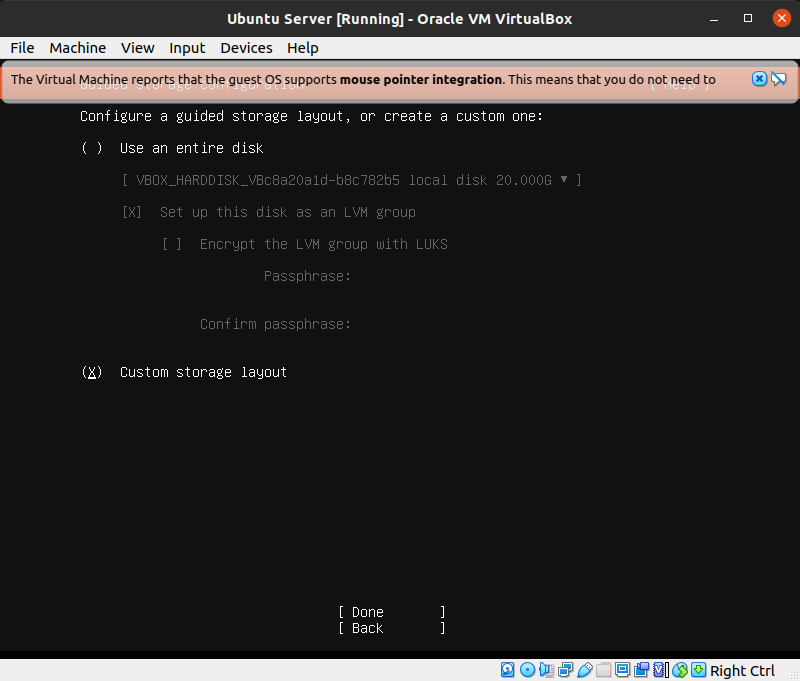 Ubuntu Server [Running] - Oracle VM VirtualBox
File Machine View Input Devices Help
The Virtual Machine reports that the guest OS supports mouse pointer integration. This means that you do not need to
Guided storage configuration [ Help ]
Configure a guided storage layout, or create a custom one:
( ) Use an entire disk
[ VBOX_HARDDISK_VBc8a20a1d-b8c782b5 local disk 20.000G ▾ ]
[X] Set up this disk as an LVM group
[ ] Encrypt the LVM group with LUKS
Passphrase:
Confirm passphrase:
(X) Custom storage layout
[ Done ]
[ Back ]
Right Ctrl